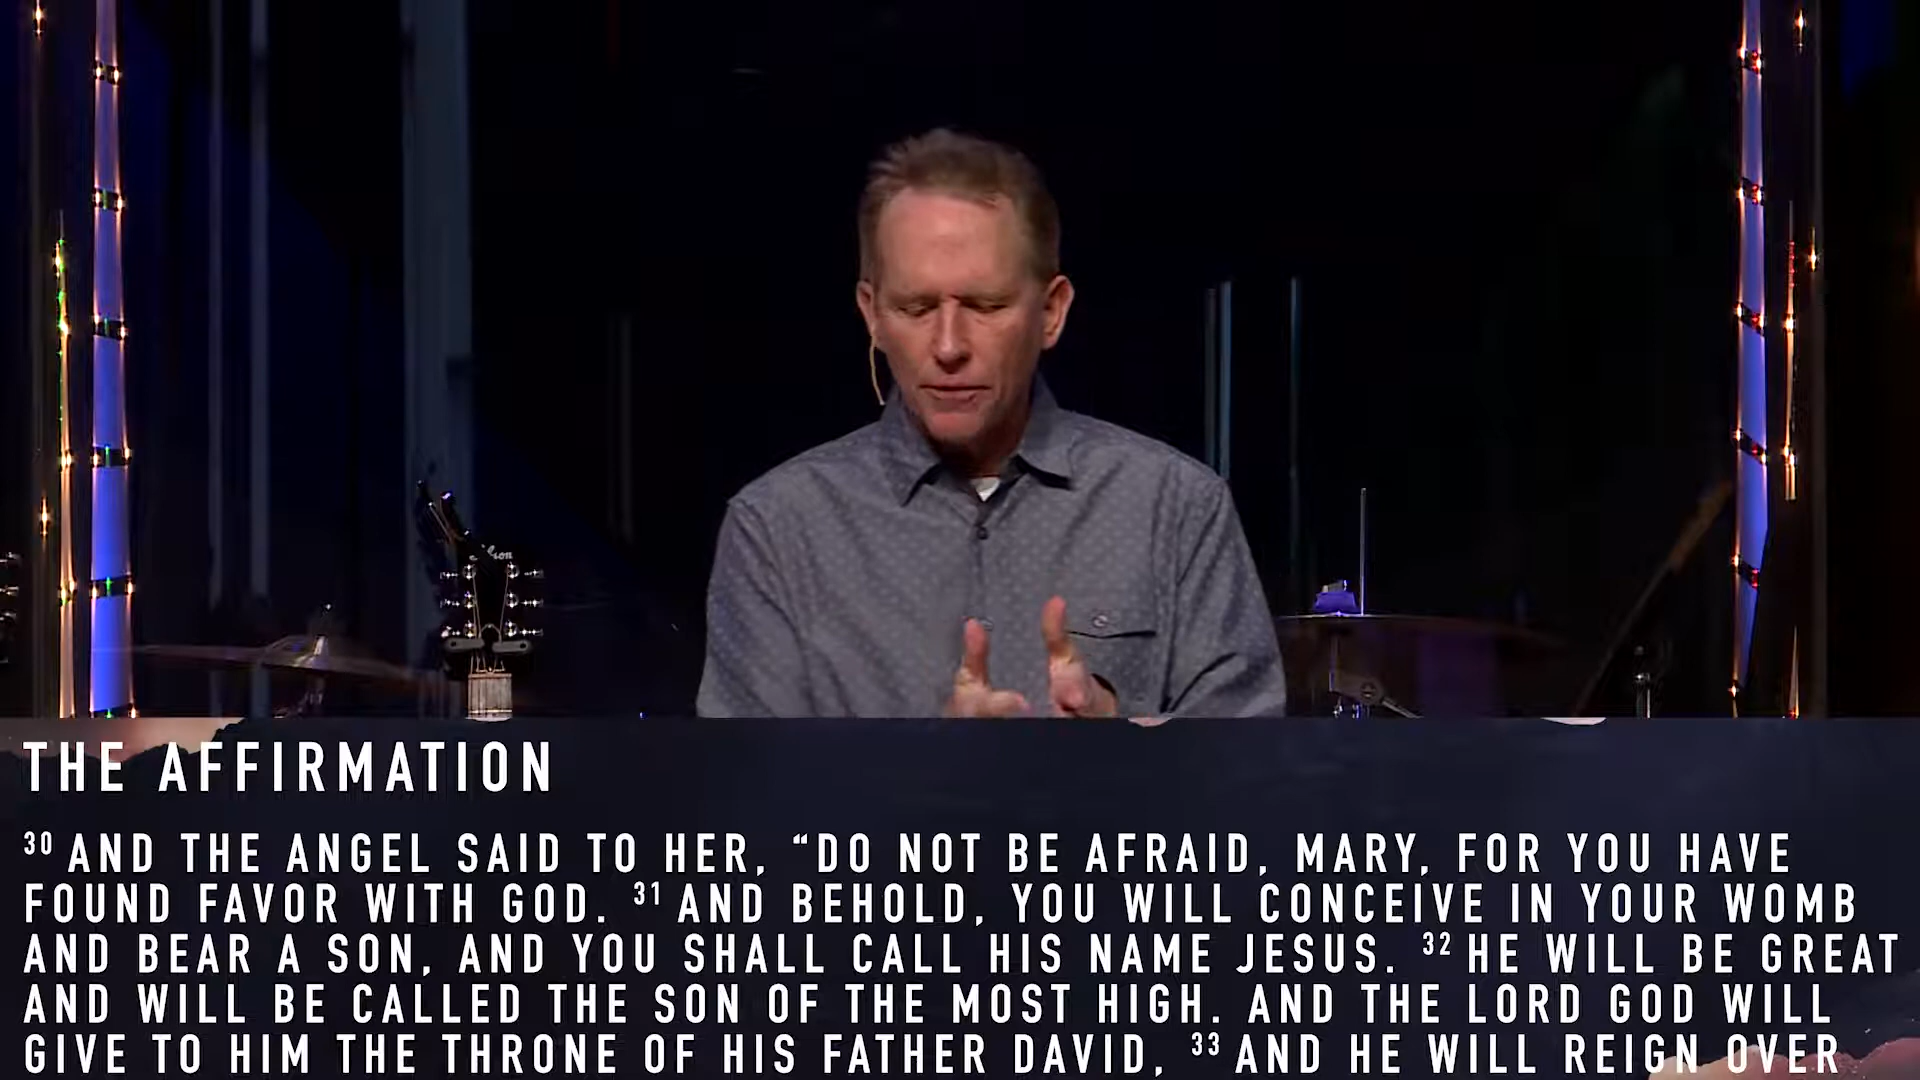 Gibson
THE AFFIRMATION
30 AND THE ANGEL SAID TO HER, “DO NOT BE AFRAID, MARY, FOR YOU HAVE
FOUND FAVOR WITH GOD. 31 AND BEHOLD, YOU WILL CONCEIVE IN YOUR WOMB
AND BEAR A SON, AND YOU SHALL CALL HIS NAME JESUS. 32 HE WILL BE GREAT
AND WILL BE CALLED THE SON OF THE MOST HIGH. AND THE LORD GOD WILL
GIVE TO HIM THE THRONE OF HIS FATHER DAVID, 33 AND HE WILL REIGN OVER